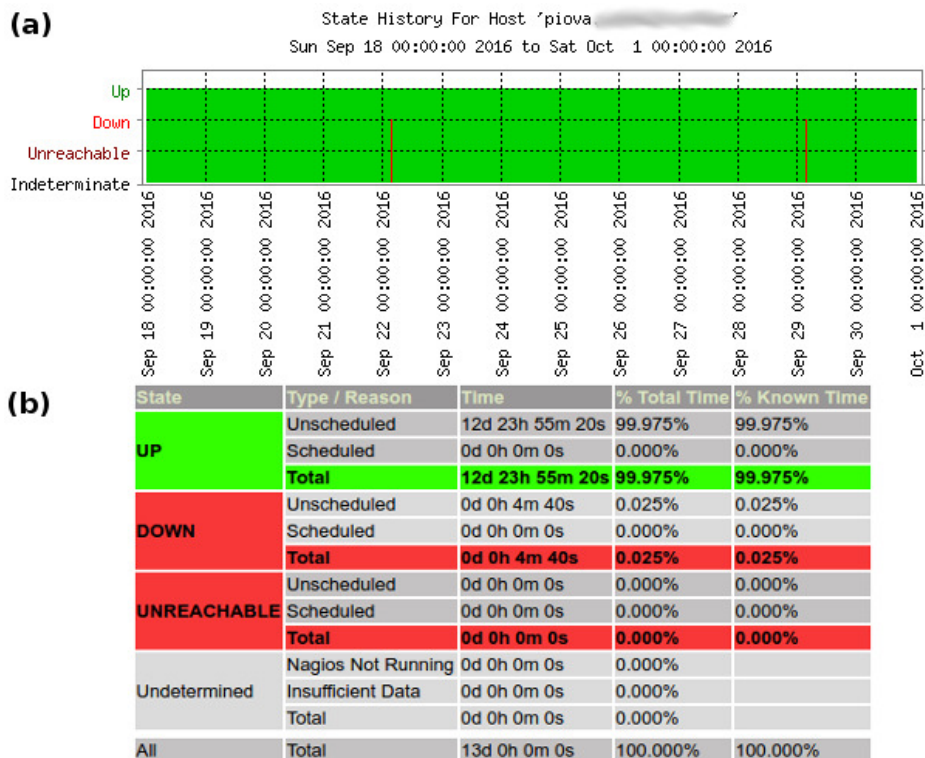 (a)
State History For Host 'piova
Sun Sep 18 00:00:00 2016 to Sat Oct 1 00:00:00 2016
Up
Down
Unreachable
Indeterminate
Sep 18 00:00:00 2016
Sep 19 00:00:00 2016
Sep 20 00:00:00 2016
Sep 21 00:00:00 2016
Sep 22 00:00:00 2016
Sep 23 00:00:00 2016
Sep 24 00:00:00 2016
Sep 25 00:00:00 2016
Sep 26 00:00:00 2016
Sep 27 00:00:00 2016
Sep 28 00:00:00 2016
Sep 29 00:00:00 2016
Sep 30 00:00:00 2016
Oct 1 00:00:00 2016
(b)
State Type / Reason Time % Total Time % Known Time
UP
Unscheduled 12d 23h 55m 20s 99.975% 99.975%
Scheduled 0d 0h 0m 0s 0.000% 0.000%
Total 12d 23h 55m 20s 99.975% 99.975%
DOWN
Unscheduled 0d 0h 4m 40s 0.025% 0.025%
Scheduled 0d 0h 0m 0s 0.000% 0.000%
Total 0d 0h 4m 40s 0.025% 0.025%
UNREACHABLE
Unscheduled 0d 0h 0m 0s 0.000% 0.000%
Scheduled 0d 0h 0m 0s 0.000% 0.000%
Total 0d 0h 0m 0s 0.000% 0.000%
Undetermined
Nagios Not Running 0d 0h 0m 0s 0.000%
Insufficient Data 0d 0h 0m 0s 0.000%
Total 0d 0h 0m 0s 0.000%
All Total 13d 0h 0m 0s 100.000% 100.000%